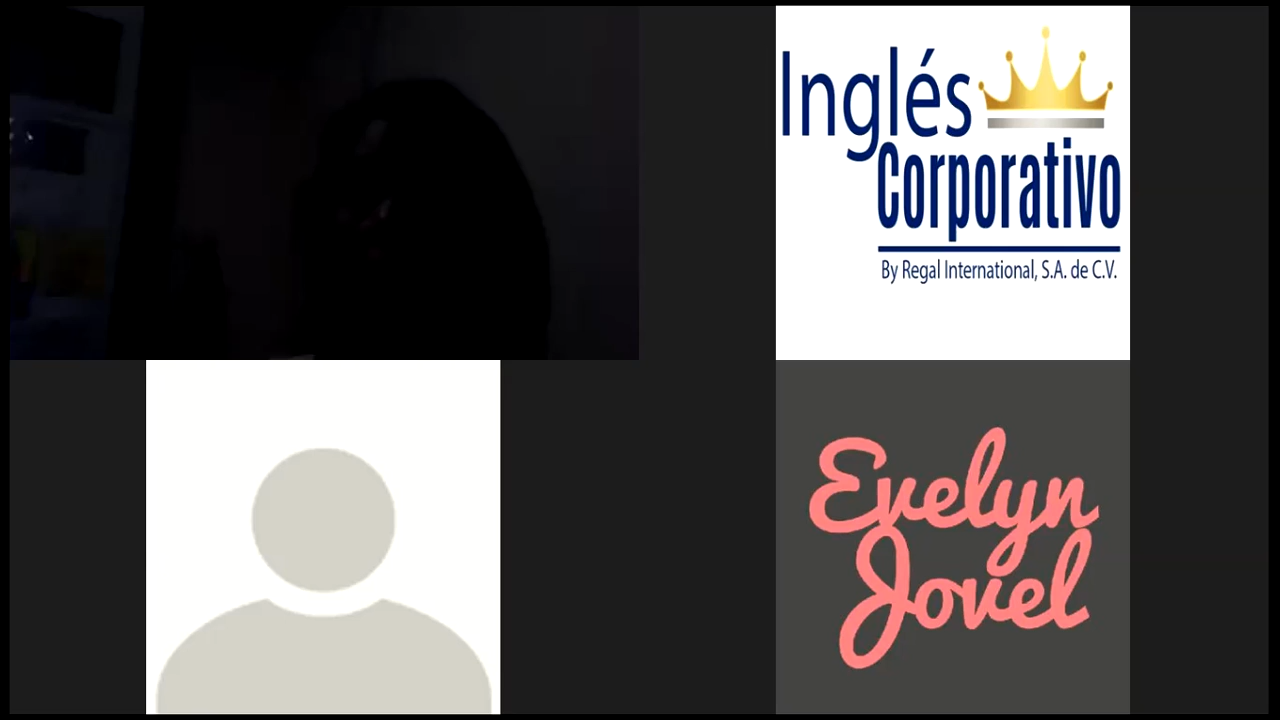 Inglés
Corporativo
By Regal International, S.A. de C.V.
Evelyn
Jovel